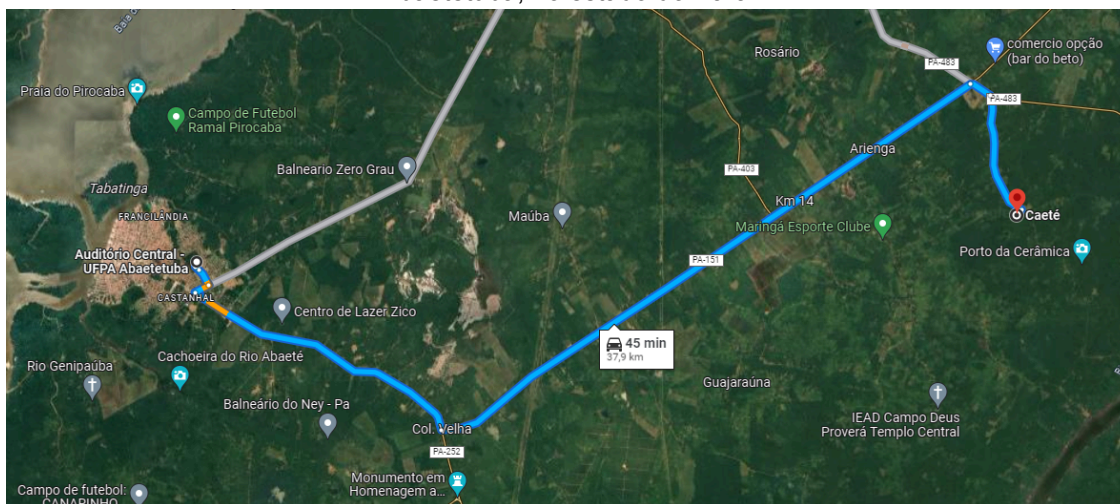 Baía do
Rosário
comercio opção
(bar do beto)
PA-483
Praia do Pirocaba
PA-483
Campo de Futebol
Ramal Pirocaba
Arienga
Balneario Zero Grau
PA-403
Tabatinga
Km 14
FRANCILANDIA
Maúba
Caeté
Maringá Esporte Clube
Porto da Cerâmica
Auditório Central -
UFPA Abaetetuba
PA-151
CASTANHAL
Centro de Lazer Zico
45 min
37,9 km
Cachoeira do Rio Abaeté
Rio Genipaúba
Guajaraúna
Balneário do Ney - Pa
IEAD Campo Deus
Proverá Templo Central
Col. Velha
PA-252
Monumento em
Homenagem a...
Campo de futebol:
CANARINHO